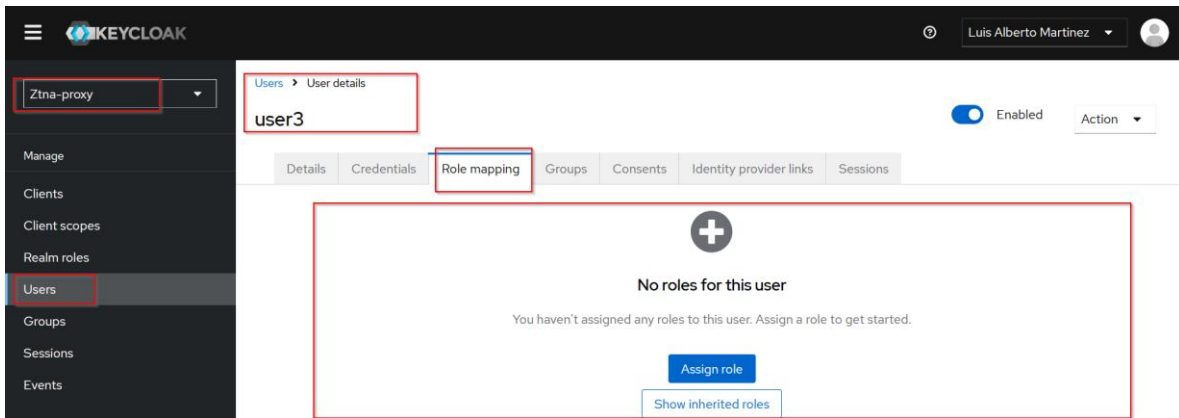 KEYCLOAK
Luis Alberto Martinez
Ztna-proxy
Manage
Clients
Client scopes
Realm roles
Users
Groups
Sessions
Events
Users > User details
user3
Enabled
Action
Details Credentials Role mapping Groups Consents Identity provider links Sessions
No roles for this user
You haven't assigned any roles to this user. Assign a role to get started.
Assign role
Show inherited roles